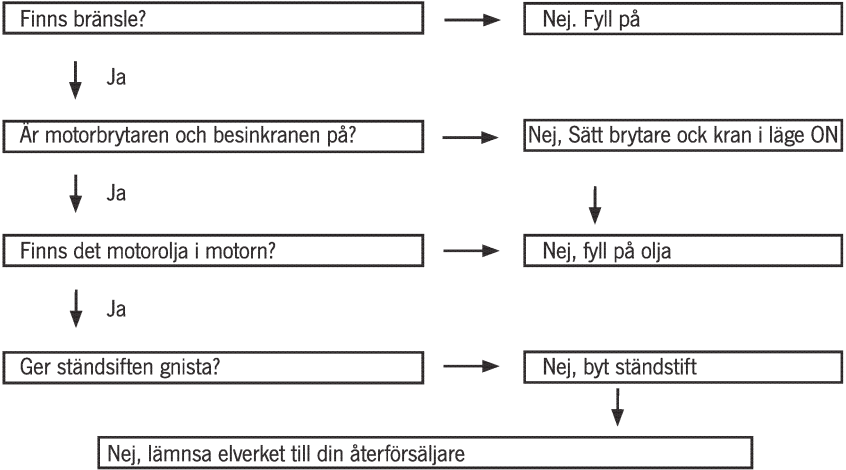 Finns bränsle?
Nej. Fyll på
Ja
Är motorbrytaren och besinkranen på?
Nej, Sätt brytare ock kran i läge ON
Ja
Finns det motorolja i motorn?
Nej, fyll på olja
Ja
Ger ständsiften gnista?
Nej, byt ständstift
Nej, lämnsa elverket till din återförsäljare